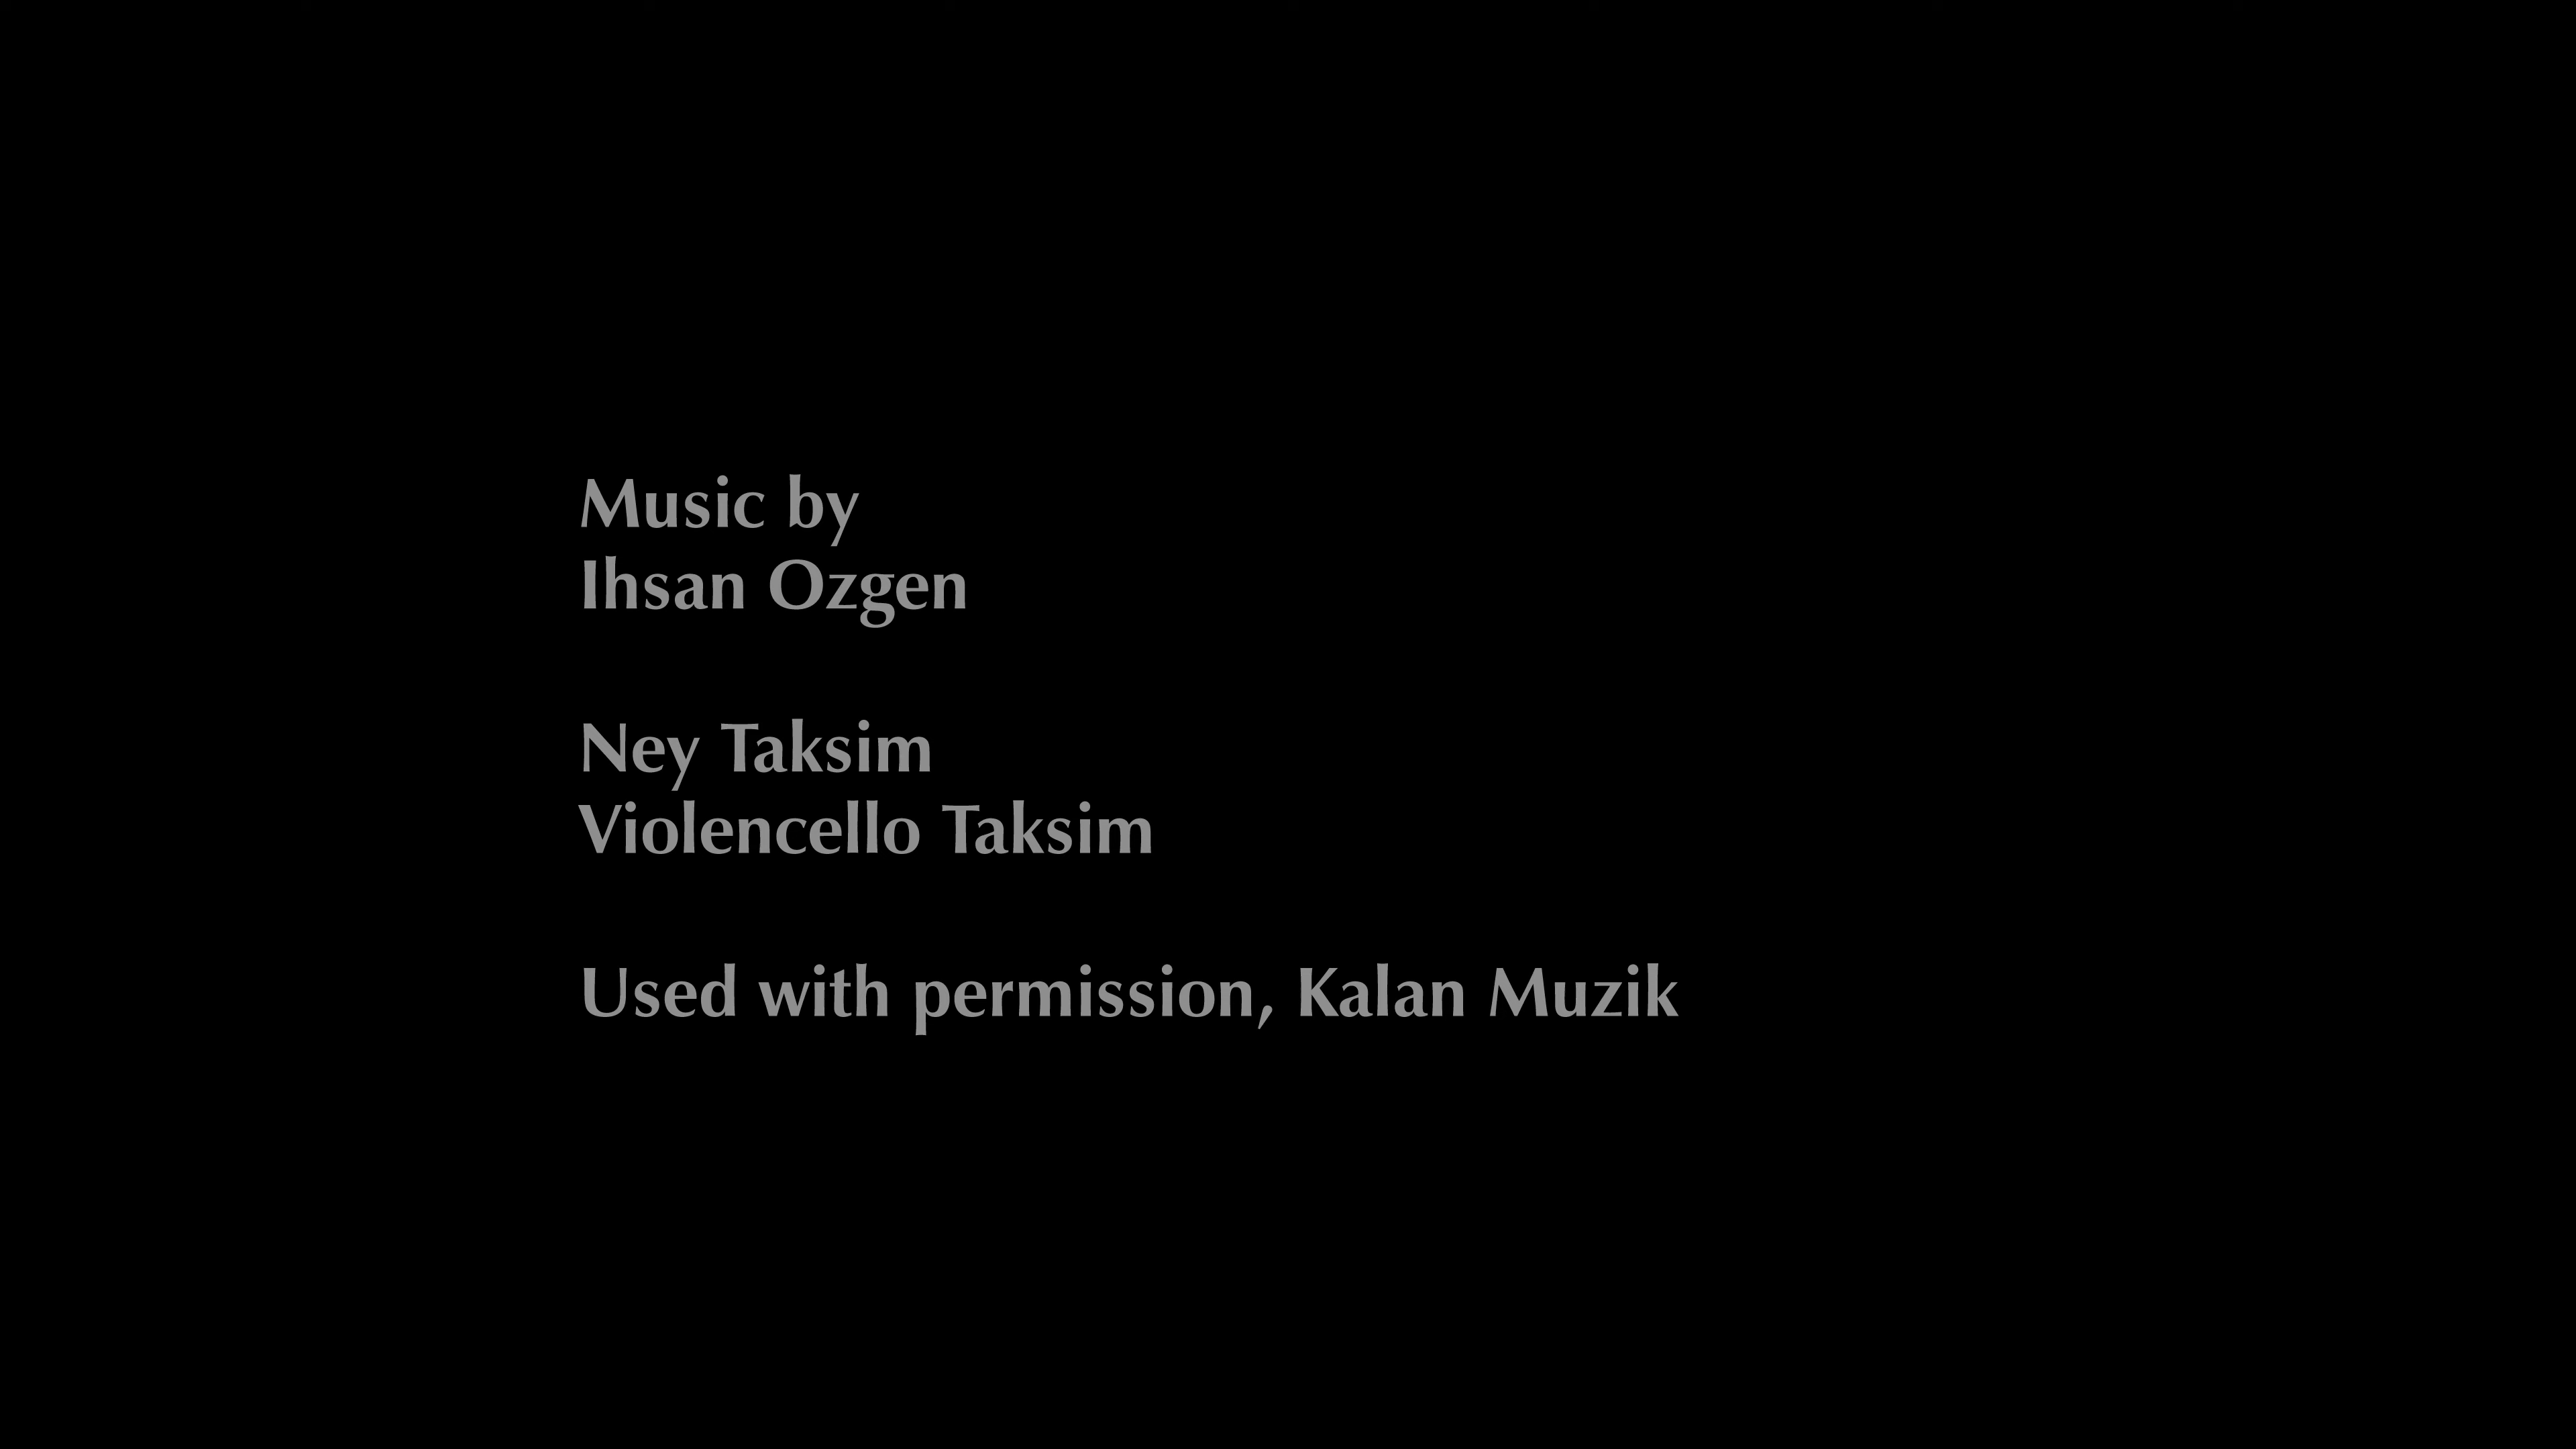 Music by
Ihsan Ozgen
Ney Taksim
Violencello Taksim
Used with permission, Kalan Muzik